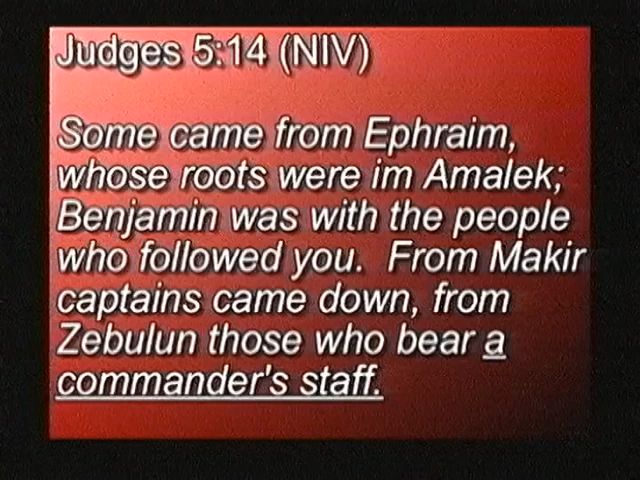 Judges 5:14 (NIV)
Some came from Ephraim,
whose roots were im Amalek;
Benjamin was with the people
who followed you.  From Makir
captains came down, from
Zebulun those who bear a
commander's staff.